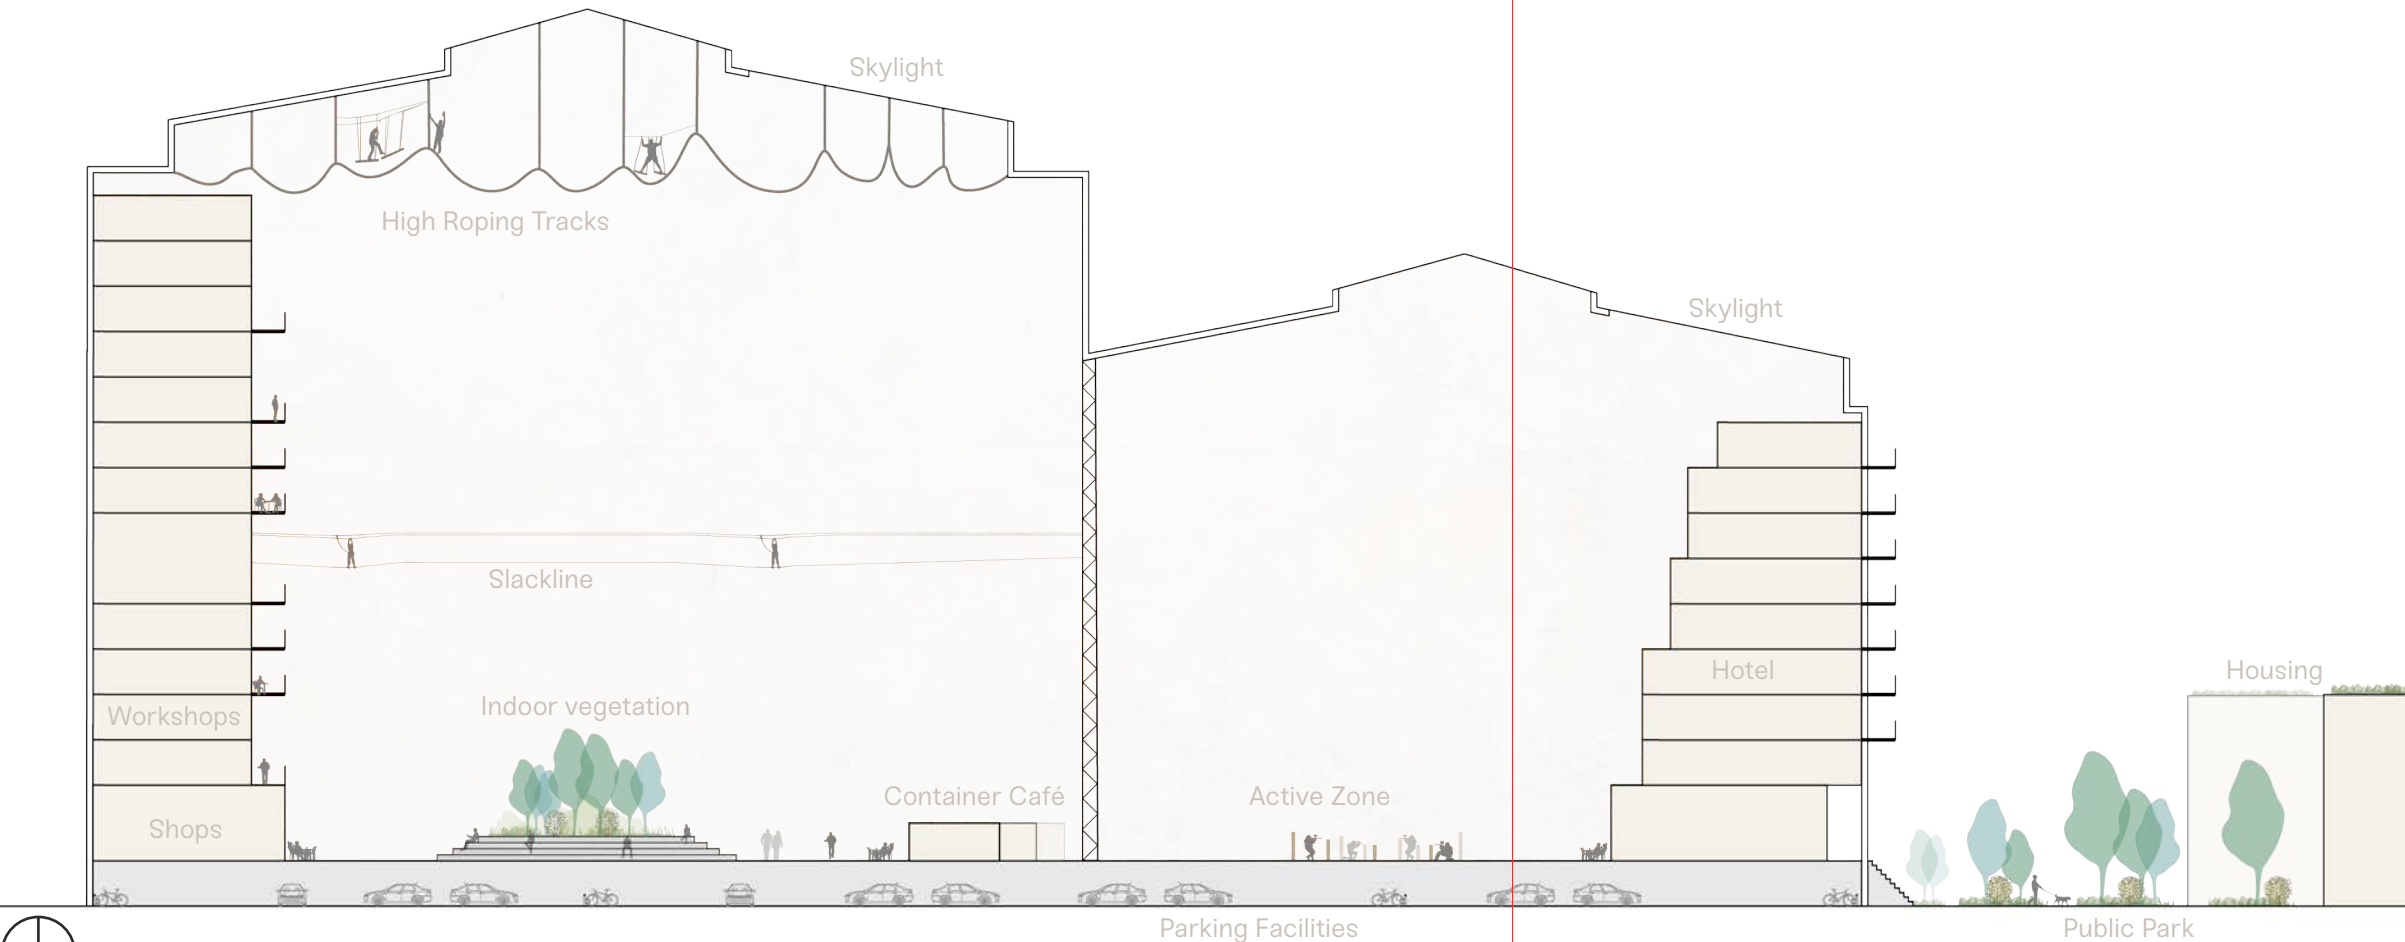 Skylight
High Roping Tracks
Skylight
Slackline
Hotel
Housing
Workshops
Indoor vegetation
Container Café
Active Zone
Shops
Parking Facilities
Public Park